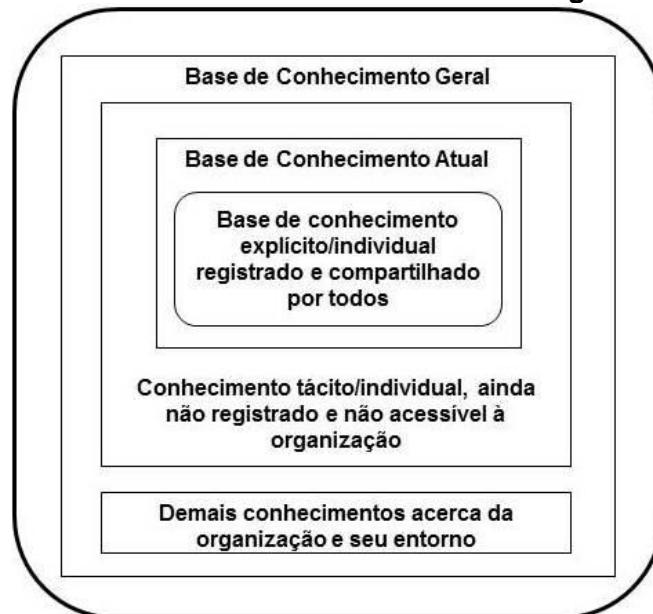 Base de Conhecimento Geral
Base de Conhecimento Atual
Base de conhecimento
explícito/individual
registrado e compartilhado
por todos
Conhecimento tácito/individual, ainda
não registrado e não acessível à
organização
Demais conhecimentos acerca da
organização e seu entorno